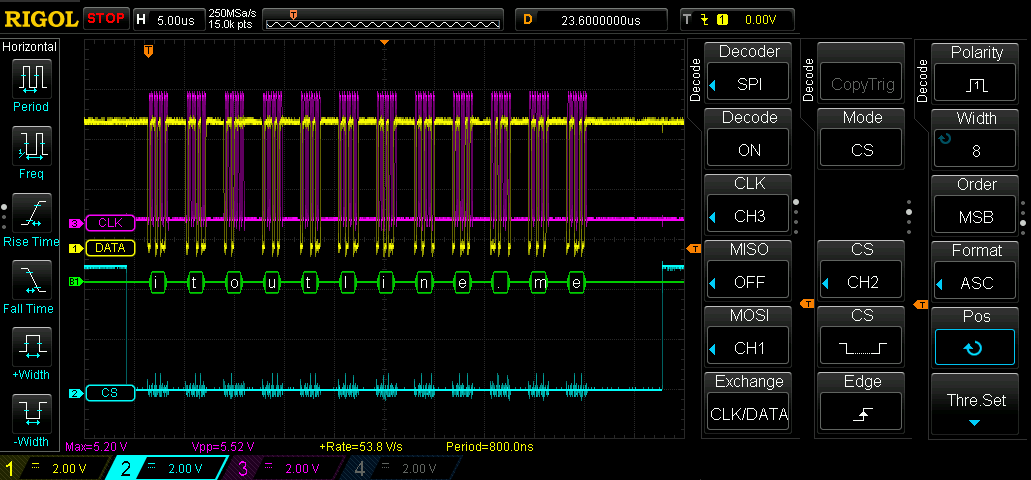 RIGOL STOP H 5.00us 250MSa/s 15.0k pts T D 23.6000000us T 1 0.00V
Horizontal
Period
Freq
Rise Time
Fall Time
+Width
-Width
T
3 CLK
1 DATA
B1 i t o u t l i n e . m e
2 CS
T
Max=5.20 V Vpp=5.52 V +Rate=53.8 V/s Period=800.0ns
1 2.00 V 2 2.00 V 3 2.00 V 4 2.00 V
Decode
Decoder
SPI
Decode
ON
CLK
CH3
MISO
OFF
MOSI
CH1
Exchange
CLK/DATA
Decode
CopyTrig
Mode
CS
CS
CH2
CS
Edge
T
Decode
Polarity
Width
8
Order
MSB
Format
ASC
Pos
Thre.Set
T